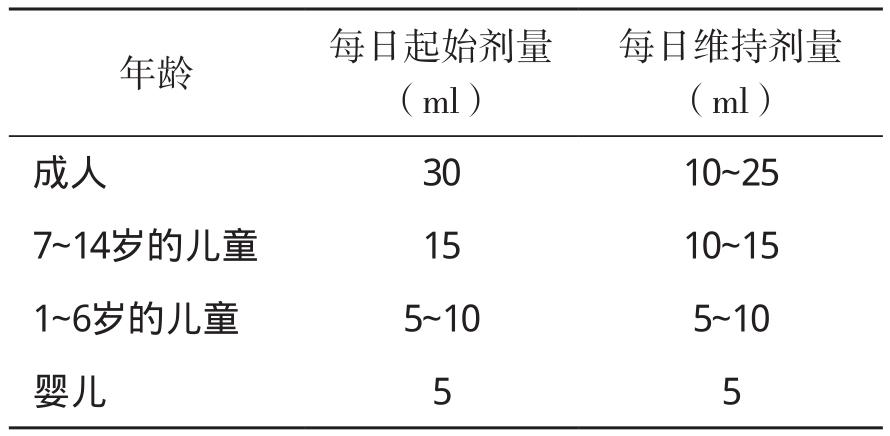 年龄 每日起始剂量 每日维持剂量
（ml） （ml）
成人 30 10~25
7~14岁的儿童 15 10~15
1~6岁的儿童 5~10 5~10
婴儿 5 5